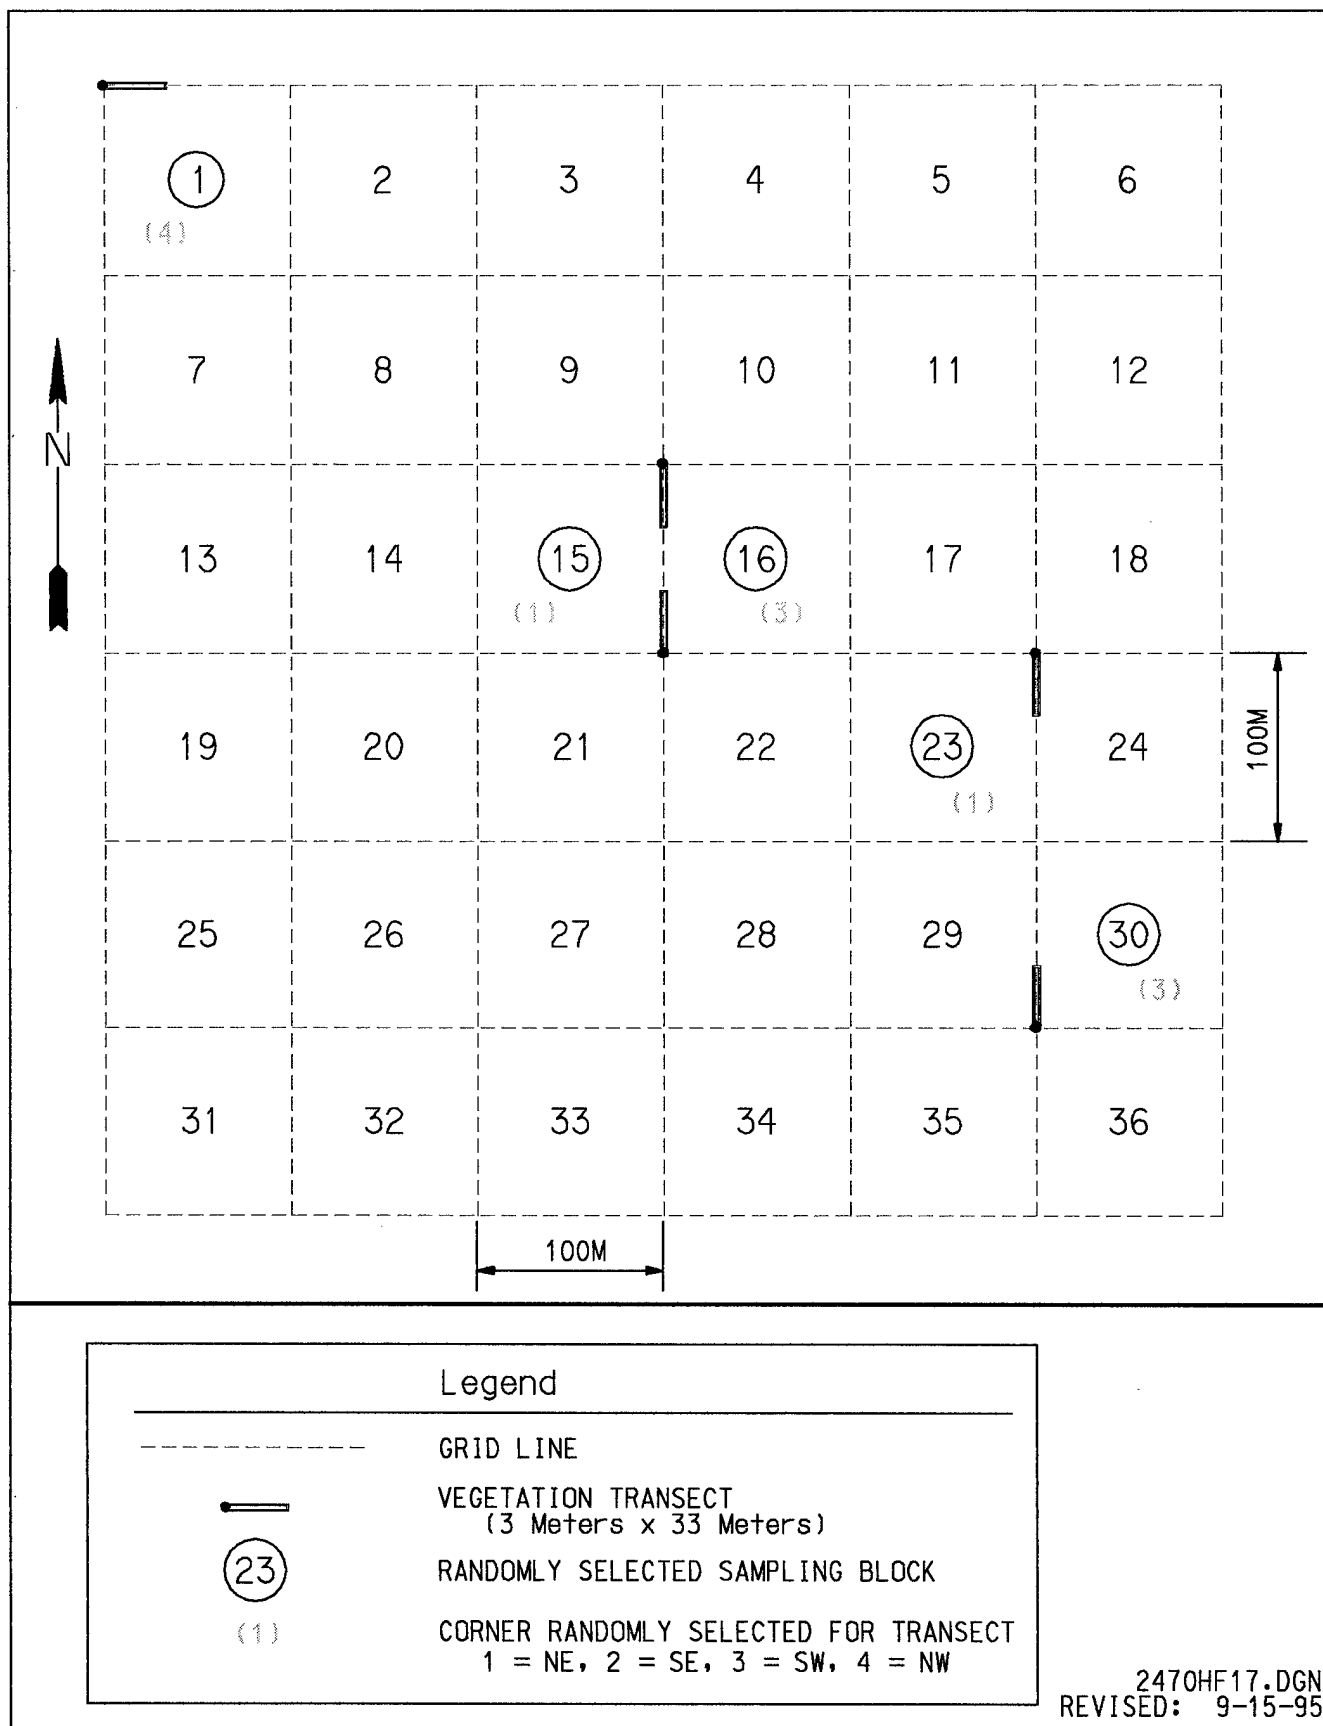 1 2 3 4 5 6
(4)
7 8 9 10 11 12
N
13 14 15 16 17 18
(1) (3)
19 20 21 22 23 24
100M
(1)
25 26 27 28 29 30
(3)
31 32 33 34 35 36
100M
Legend
GRID LINE
VEGETATION TRANSECT
(3 Meters x 33 Meters)
23 RANDOMLY SELECTED SAMPLING BLOCK
(1) CORNER RANDOMLY SELECTED FOR TRANSECT
1 = NE, 2 = SE, 3 = SW, 4 = NW
2470HF17.DGN
REVISED: 9-15-95